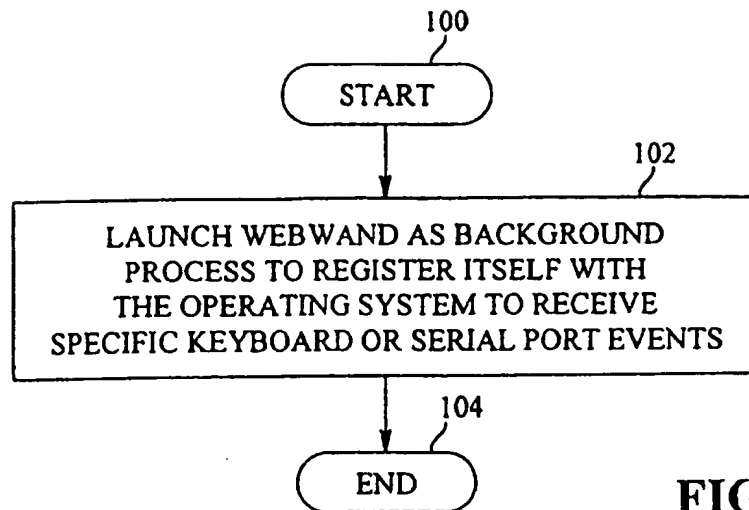 100
START
102
LAUNCH WEBWAND AS BACKGROUND
PROCESS TO REGISTER ITSELF WITH
THE OPERATING SYSTEM TO RECEIVE
SPECIFIC KEYBOARD OR SERIAL PORT EVENTS
104
END
FIG